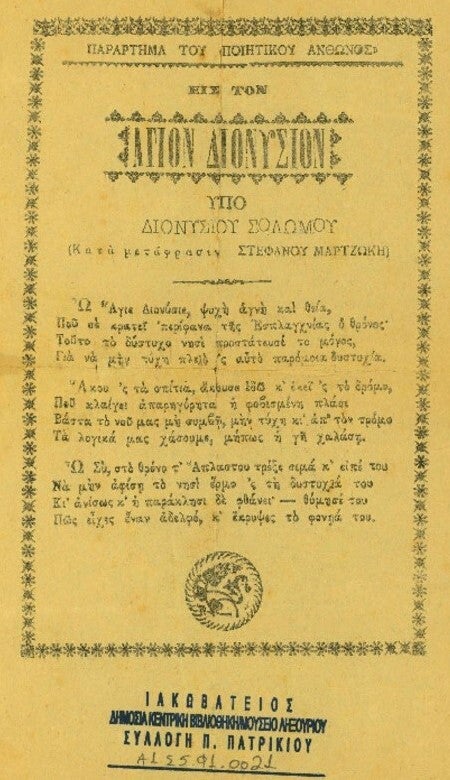 ΠΑΡΑΡΤΗΜΑ ΤΟΥ «ΠΟΙΗΤΙΚΟΥ ΑΝΘΩΝΟΣ»
ΕΙΣ ΤΟΝ
ΑΓΙΟΝ ΔΙΟΝΥΣΙΟΝ
ΥΠΟ
ΔΙΟΝΥΣΙΟΥ ΣΟΛΩΜΟΥ
(Κατὰ μετάφρασιν ΣΤΕΦΑΝΟΥ ΜΑΡΤΖΩΚΗ)
Ὦ Ἅγιε Διονύσιε, ψυχὴ ἁγνὴ καὶ θεία,
Ποῦ σὲ κρατεῖ περίφανα τῆς Εὐσπλαγχνίας ὁ θρόνος
Τοῦτο τὸ δύστυχο νησὶ προστάτευσέ το μόνος,
Γιὰ νὰ μὴν τύχῃ πλειὸ 'ς αὐτὸ παρόμοια δυστυχία.
Ἄκου 'ς τὰ σπίτια, ἄκουσε ἐδῶ κ' ἐκεῖ 'ς τὸ δρόμο,
Ποῦ κλαίγει ἀπαρηγόρητα ἡ φοβισμένη πλάσι
Βάστα τὸ νοῦ μας μὴ συμβῇ, μὴν τύχῃ κι' ἀπ' τὸν τρόμο
Τὰ λογικά μας χάσουμε, μήπως ἡ γῆ χαλάσῃ.
Ὦ Σύ, στὸ θρόνο τ' Ἄπλαστου τρέξε σιμὰ κ' εἰπέ του
Νὰ μὴν ἀφίσῃ τὸ νησὶ ἔρμο 'ς τὴ δυστυχιά του
Κι' ἀνίσως κ' ἡ παράκλησι δὲ φθάνει — θύμησέ του
Πῶς εἶχες ἕναν ἀδελφό, κ' ἔκρυψες τὸ φονηά του.
ΙΑΚΩΒΑΤΕΙΟΣ
ΔΗΜΟΣΙΑ ΚΕΝΤΡΙΚΗ ΒΙΒΛΙΟΘΗΚΗ/ΜΟΥΣΕΙΟ ΛΗΞΟΥΡΙΟΥ
ΣΥΛΛΟΓΗ Π. ΠΑΤΡΙΚΙΟΥ
Α1 Σ5 Φ1.0021